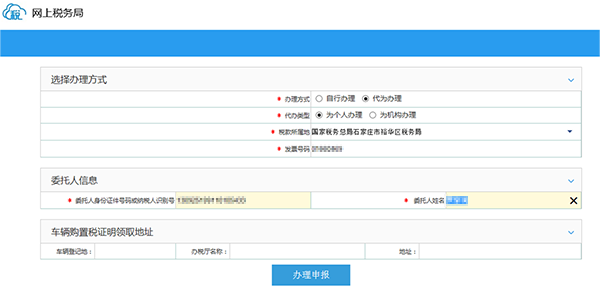 税 网上税务局
选择办理方式
* 办理方式 自行办理 代为办理
* 代办类型 为个人办理 为机构办理
* 税款所属地 国家税务总局石家庄市裕华区税务局
* 发票号码
委托人信息
* 委托人身份证件号码或纳税人识别号 * 委托人姓名
车辆购置税证明领取地址
车辆登记地： 办税厅名称： 地址：
办理申报